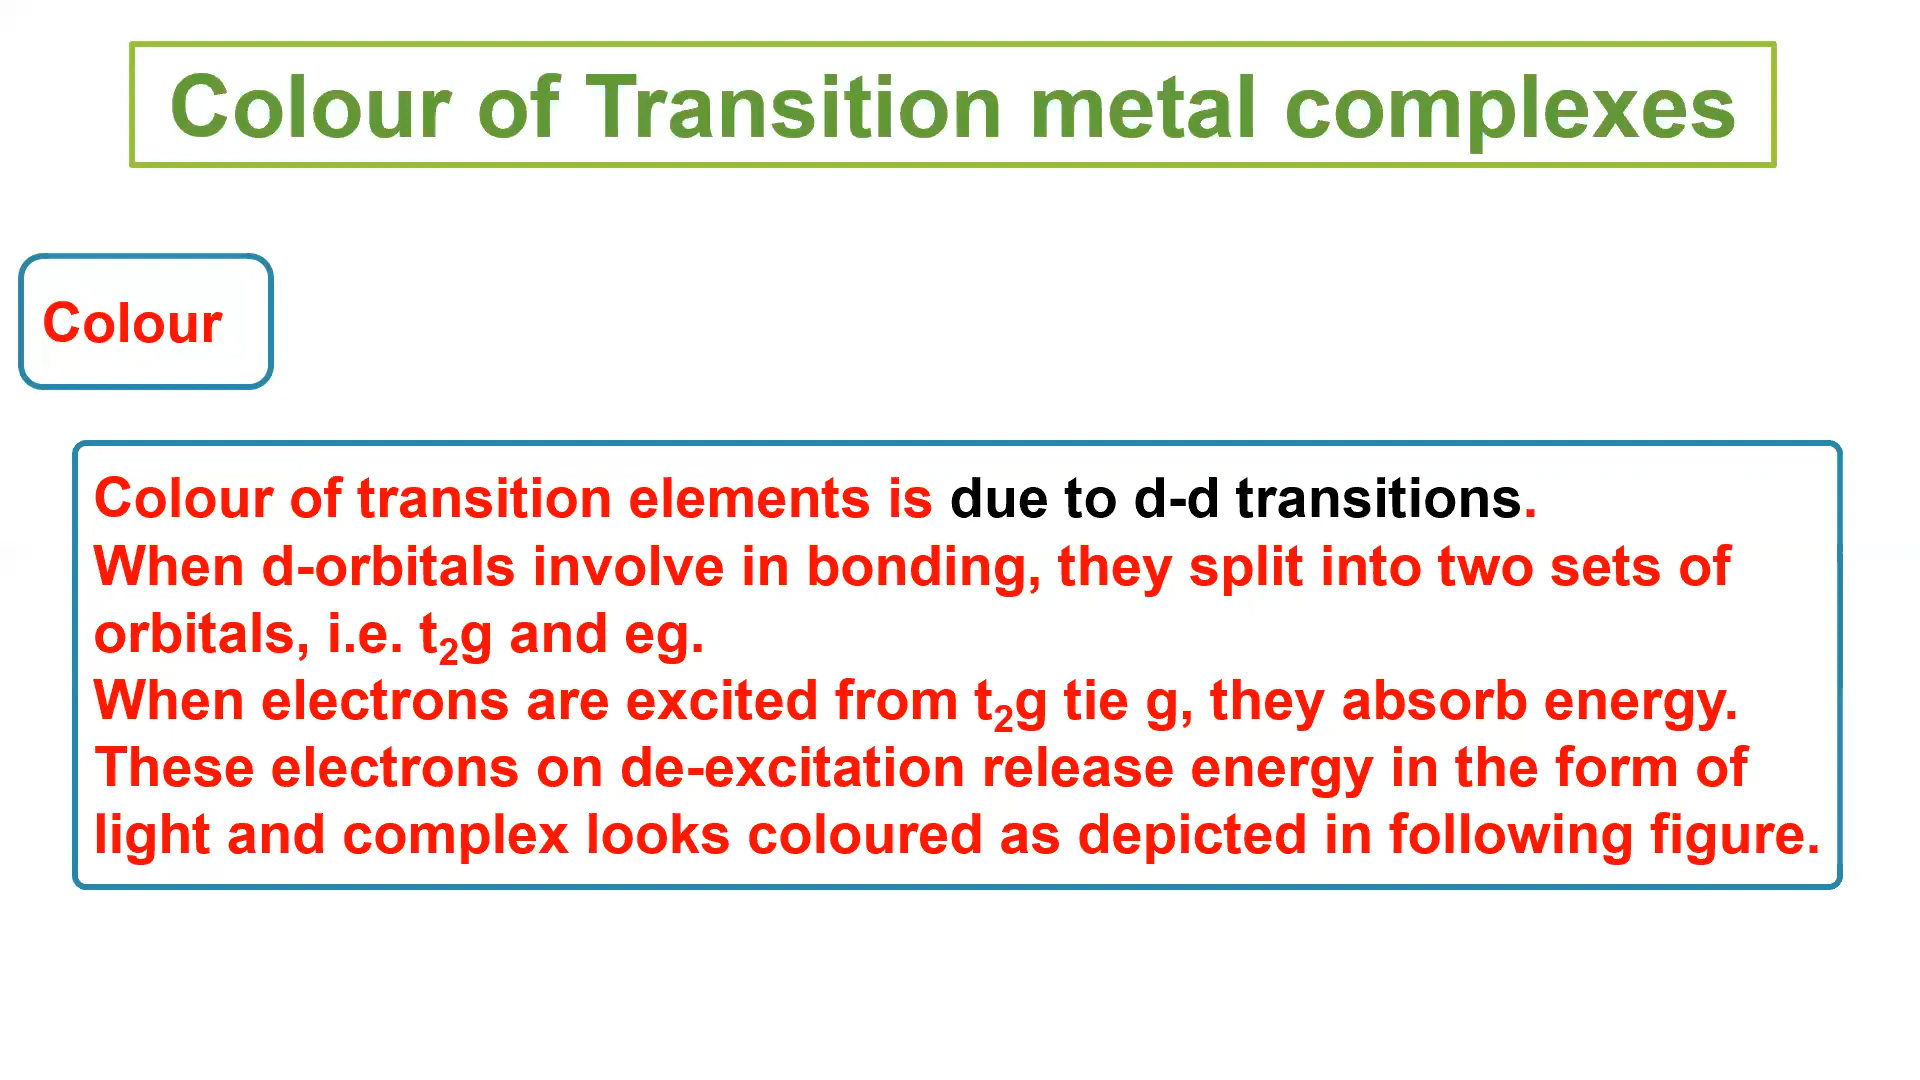 Colour of Transition metal complexes
Colour
Colour of transition elements is due to d-d transitions.
When d-orbitals involve in bonding, they split into two sets of
orbitals, i.e. t₂g and eg.
When electrons are excited from t₂g tie g, they absorb energy.
These electrons on de-excitation release energy in the form of
light and complex looks coloured as depicted in following figure.